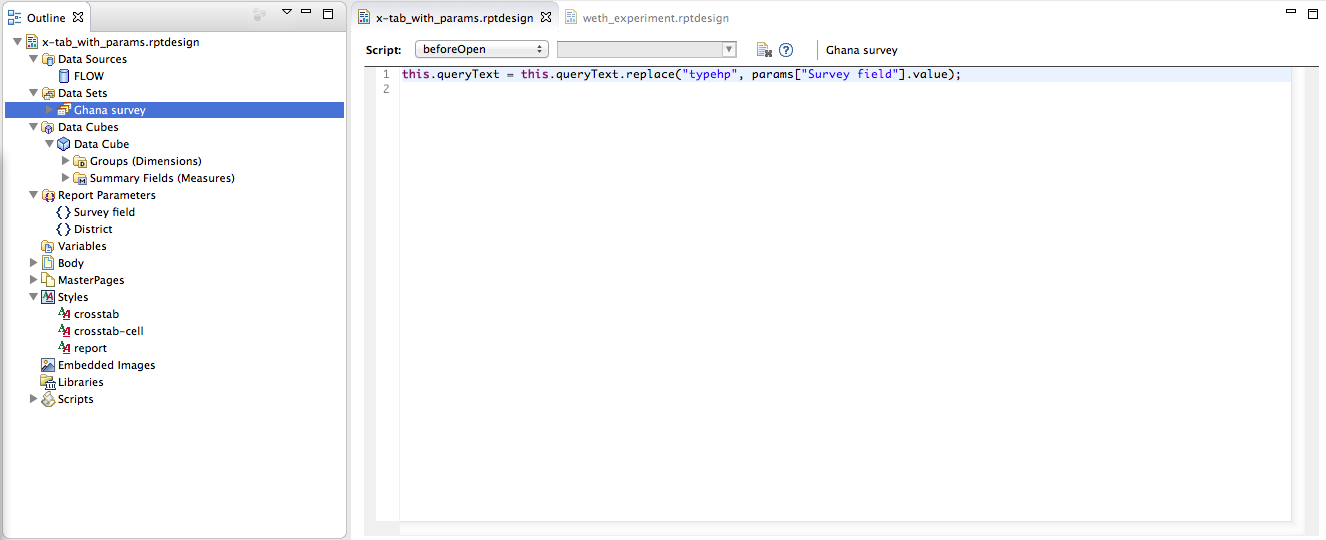 Outline
x-tab_with_params.rptdesign
Data Sources
FLOW
Data Sets
Ghana survey
Data Cubes
Data Cube
Groups (Dimensions)
Summary Fields (Measures)
Report Parameters
Survey field
District
Variables
Body
MasterPages
Styles
crosstab
crosstab-cell
report
Embedded Images
Libraries
Scripts
x-tab_with_params.rptdesign weth_experiment.rptdesign
Script: beforeOpen Ghana survey
1 this.queryText = this.queryText.replace("typehp", params["Survey field"].value);
2